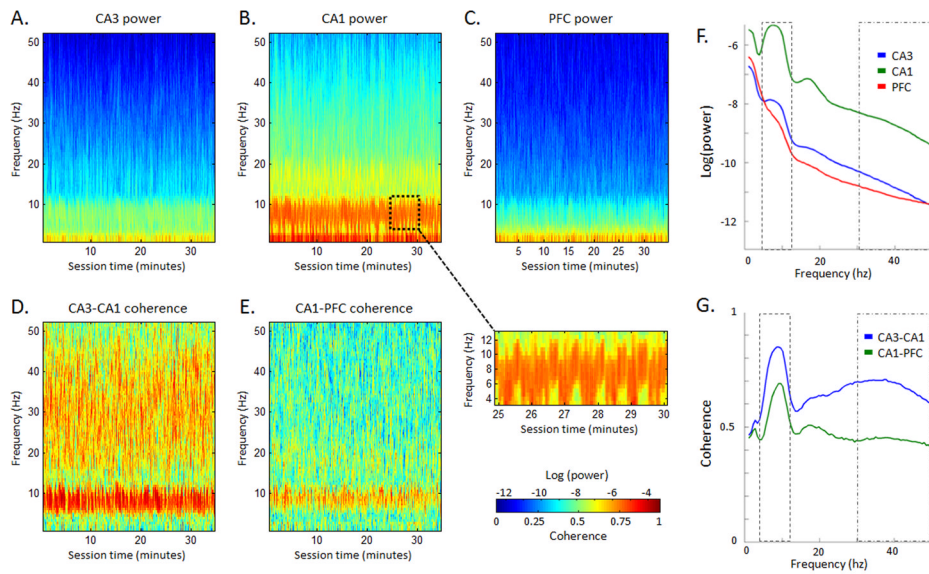 A. CA3 power
B. CA1 power
C. PFC power
Frequency (Hz)
50
40
30
20
10
10 20 30
Session time (minutes)
Frequency (Hz)
50
40
30
20
10
10 20 30
Session time (minutes)
Frequency (Hz)
50
40
30
20
10
5 10 15 20 25 30
Session time (minutes)
F.
CA3
CA1
PFC
Log(power)
-6
-8
-10
-12
0 20 40
Frequency (hz)
D. CA3-CA1 coherence
E. CA1-PFC coherence
Frequency (Hz)
50
40
30
20
10
10 20 30
Session time (minutes)
Frequency (Hz)
50
40
30
20
10
10 20 30
Session time (minutes)
Frequency (Hz)
12
10
8
6
4
25 26 27 28 29 30
Session time (minutes)
Log (power)
-12 -10 -8 -6 -4
0 0.25 0.5 0.75 1
Coherence
G.
CA3-CA1
CA1-PFC
Coherence
1
0.5
0
0 20 40
Frequency (hz)